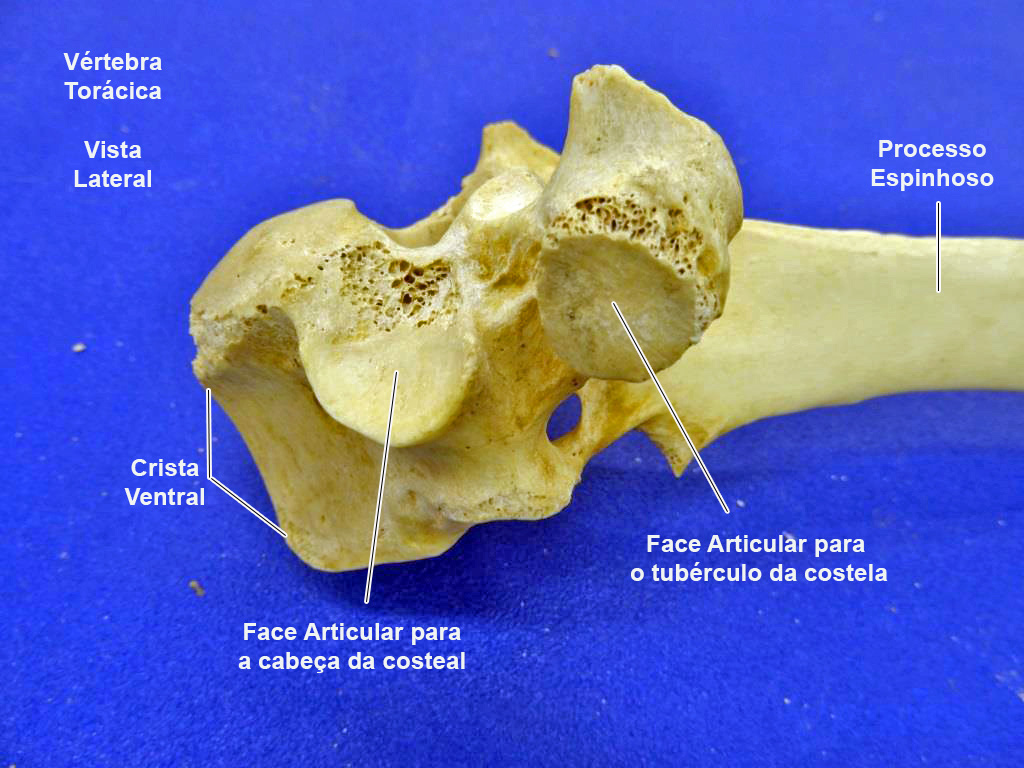 Vértebra
Torácica
Vista
Lateral
Processo
Espinhoso
Crista
Ventral
Face Articular para
o tubérculo da costela
Face Articular para
a cabeça da costeal